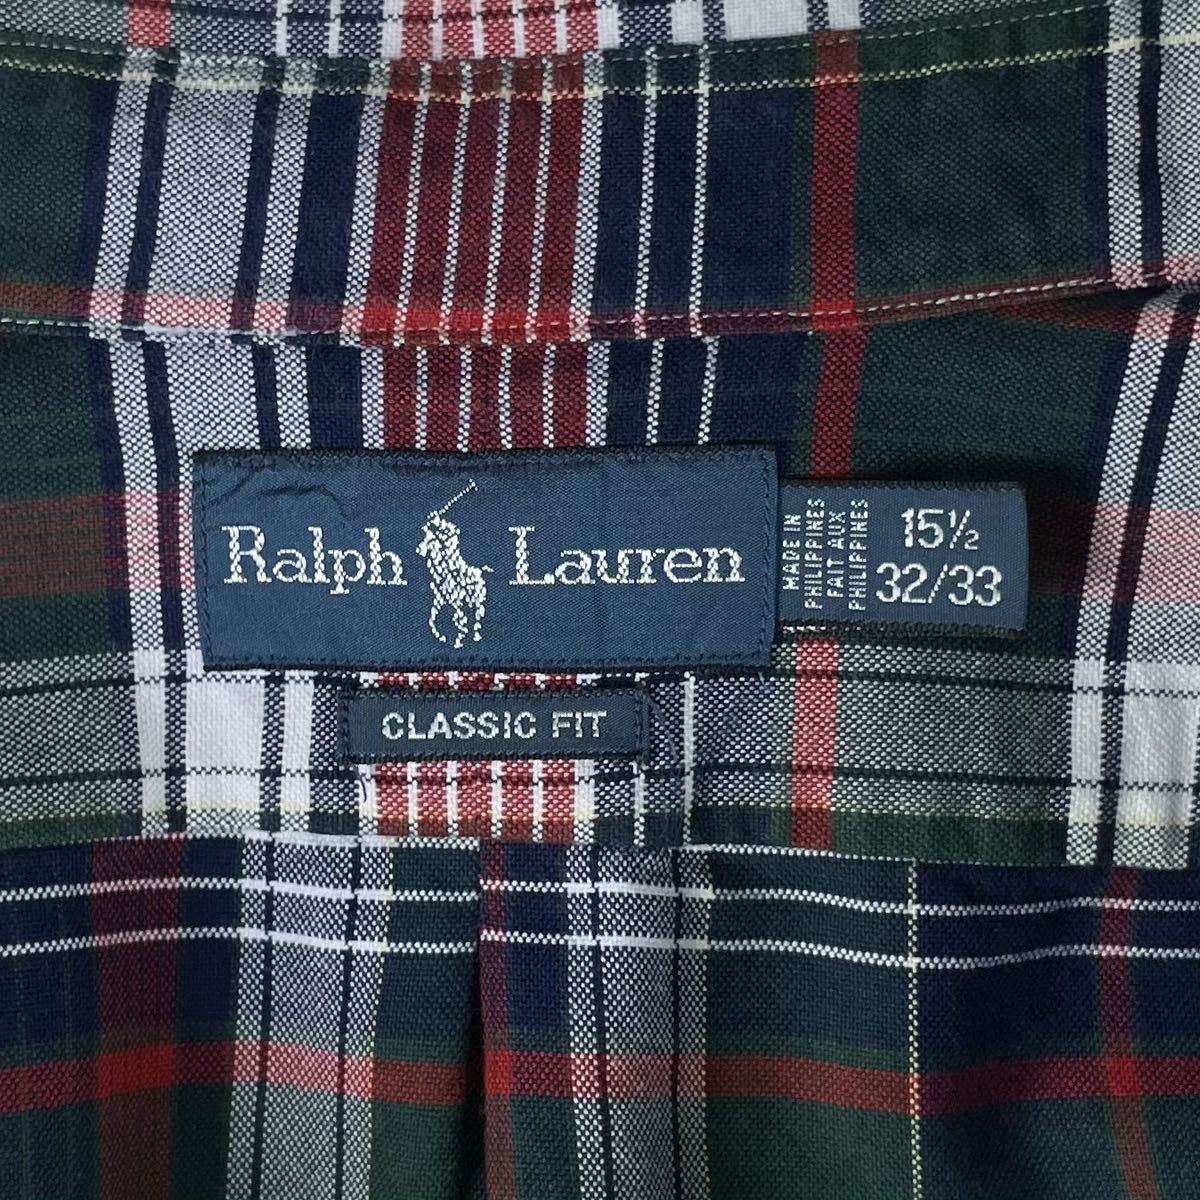 Ralph Lauren
MADE IN
PHILIPPINES
FAIT AUX
PHILIPPINES
15½
32/33
CLASSIC FIT